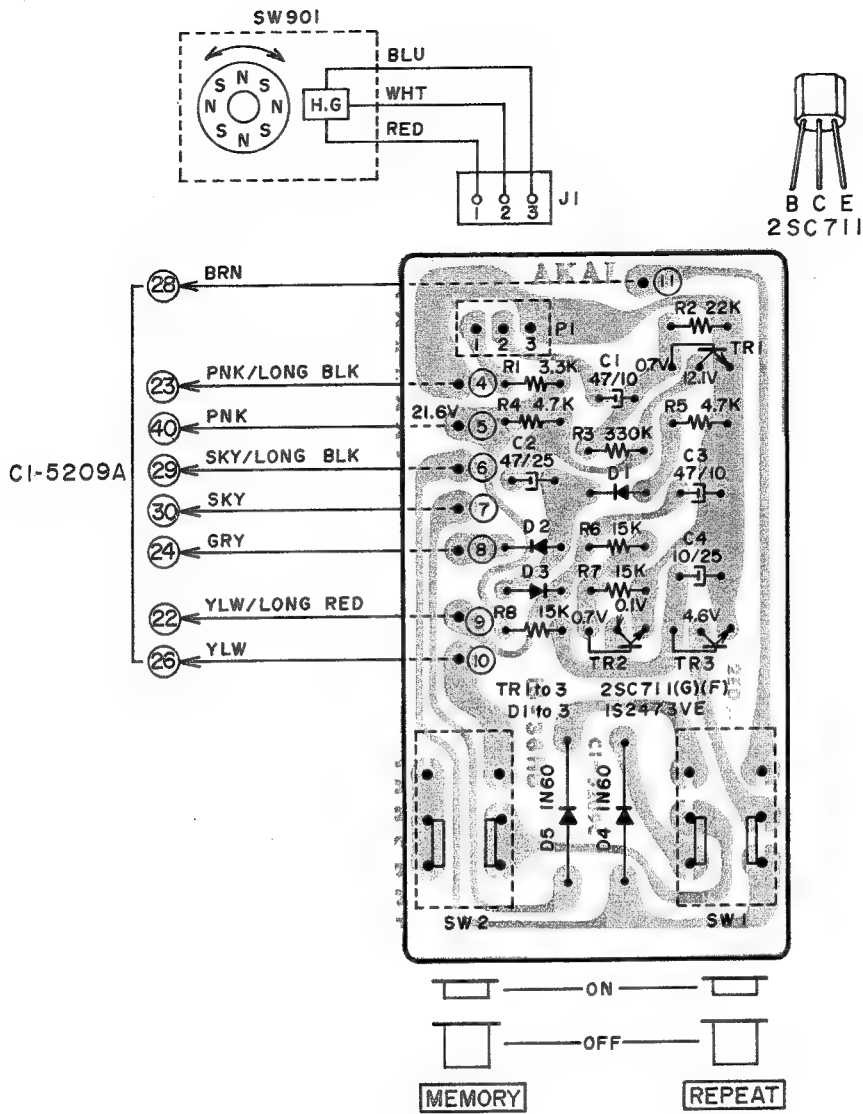 SW901
BLU
WHT
RED
H.G
N
S
N
S
N
S
N
S
J1
1 2 3
B C E
2SC711
AKAI
CI-5209A
28 BRN 11
P1
1 2 3
R2 22K
TR1
0.7V
12.1V
23 PNK/LONG BLK 4
R1 3.3K
C1
47/10
40 PNK 21.6V 5
R4 4.7K
R5 4.7K
R3 330K
29 SKY/LONG BLK 6
C2
47/25
D1
C3
47/10
30 SKY 7
24 GRY 8
D2
R6 15K
C4
10/25
D3
R7 15K
22 YLW/LONG RED 9
R8 15K
0.7V
0.1V
4.6V
26 YLW 10
TR2
TR3
TR1 to 3 2SC711(G)(F)
D1 to 3 1S2473VE
D5 1N60
D4 1N60
SW2
SW1
ON
OFF
MEMORY
REPEAT